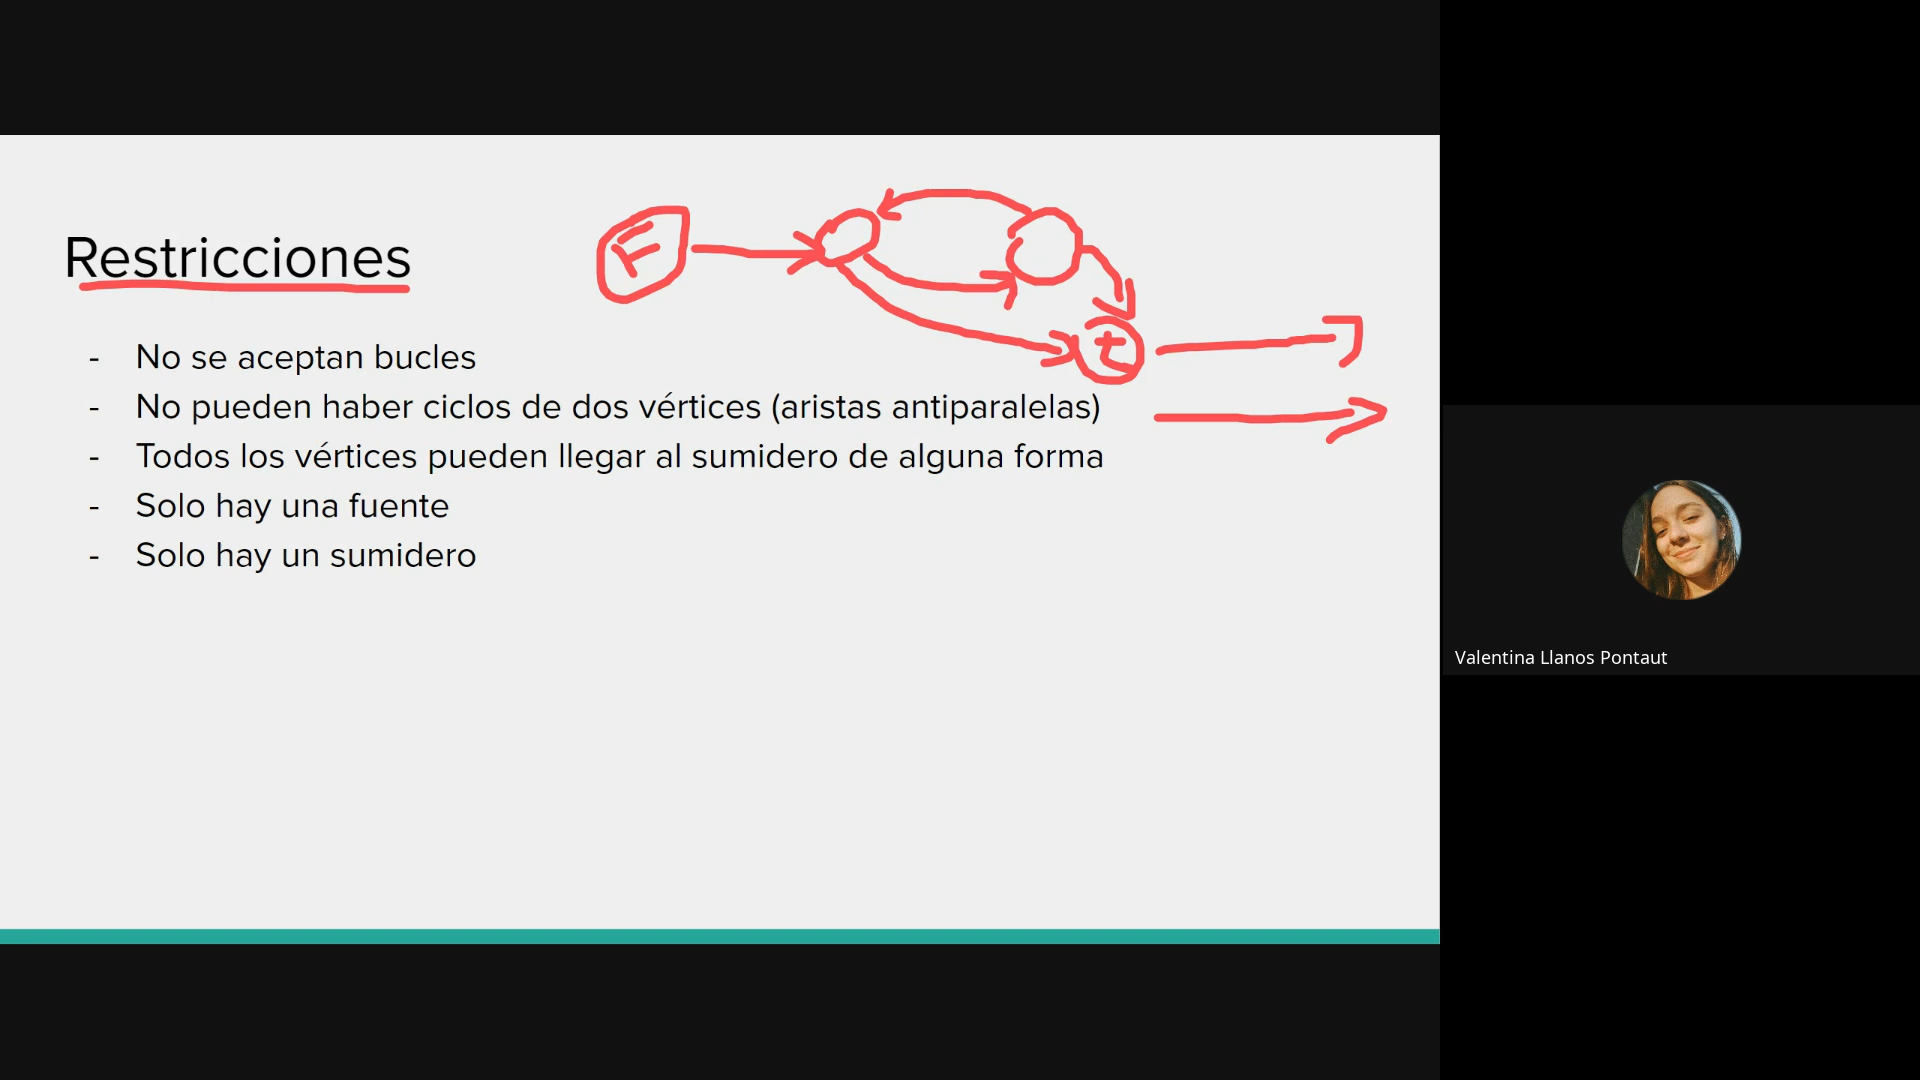 Restricciones
F
t
- No se aceptan bucles
- No pueden haber ciclos de dos vértices (aristas antiparalelas)
- Todos los vértices pueden llegar al sumidero de alguna forma
- Solo hay una fuente
- Solo hay un sumidero
Valentina Llanos Pontaut